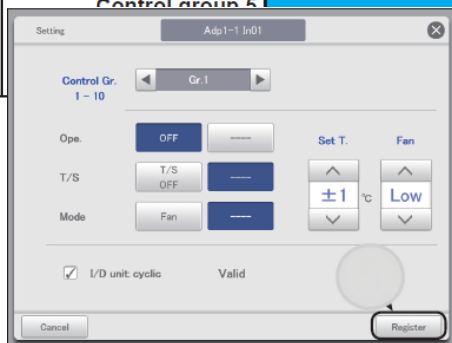 Control group 5
Setting
Adp1-1 In01
Control Gr.
1 - 10
Gr.1
Ope.
OFF
----
Set T.
Fan
T/S
T/S
OFF
----
±1
℃
Low
Mode
Fan
----
I/D unit cyclic
Valid
Cancel
Register